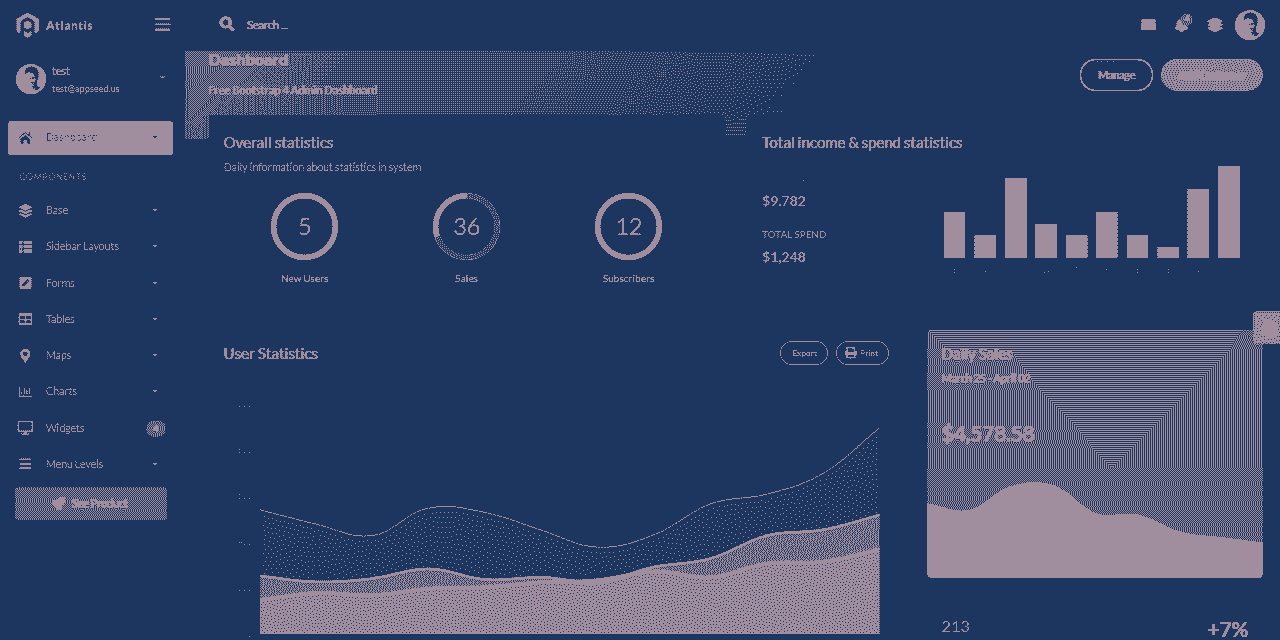 Atlantis
Search ...
test
test@appseed.us
Dashboard
COMPONENTS
Base
Sidebar Layouts
Forms
Tables
Maps
Charts
Widgets
4
Menu Levels
See Product
Dashboard
Free Bootstrap 4 Admin Dashboard
Manage
Overall statistics
Daily information about statistics in system
5
36
12
New Users
Sales
Subscribers
Total income & spend statistics
$9.782
TOTAL SPEND
$1,248
User Statistics
Export
Print
Daily Sales
March 25 - April 02
$4,578.58
213
+7%